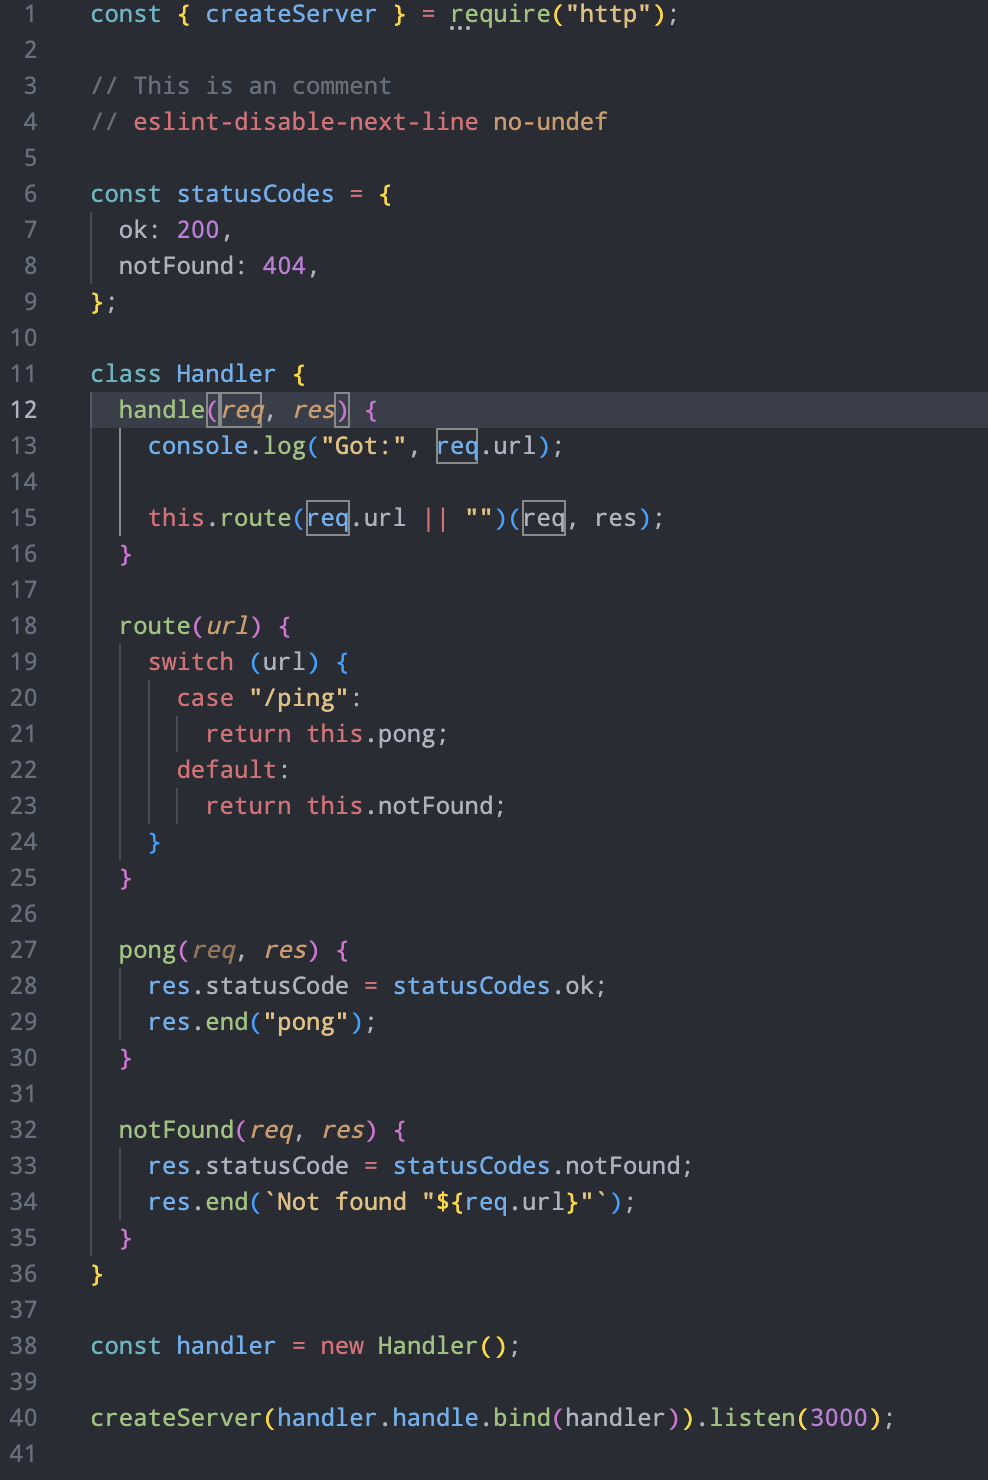 1 const { createServer } = require("http");
2
3 // This is an comment
4 // eslint-disable-next-line no-undef
5
6 const statusCodes = {
7   ok: 200,
8   notFound: 404,
9 };
10
11 class Handler {
12   handle(req, res) {
13     console.log("Got:", req.url);
14
15     this.route(req.url || "")(req, res);
16   }
17
18   route(url) {
19     switch (url) {
20       case "/ping":
21         return this.pong;
22       default:
23         return this.notFound;
24     }
25   }
26
27   pong(req, res) {
28     res.statusCode = statusCodes.ok;
29     res.end("pong");
30   }
31
32   notFound(req, res) {
33     res.statusCode = statusCodes.notFound;
34     res.end(`Not found "${req.url}"`);
35   }
36 }
37
38 const handler = new Handler();
39
40 createServer(handler.handle.bind(handler)).listen(3000);
41